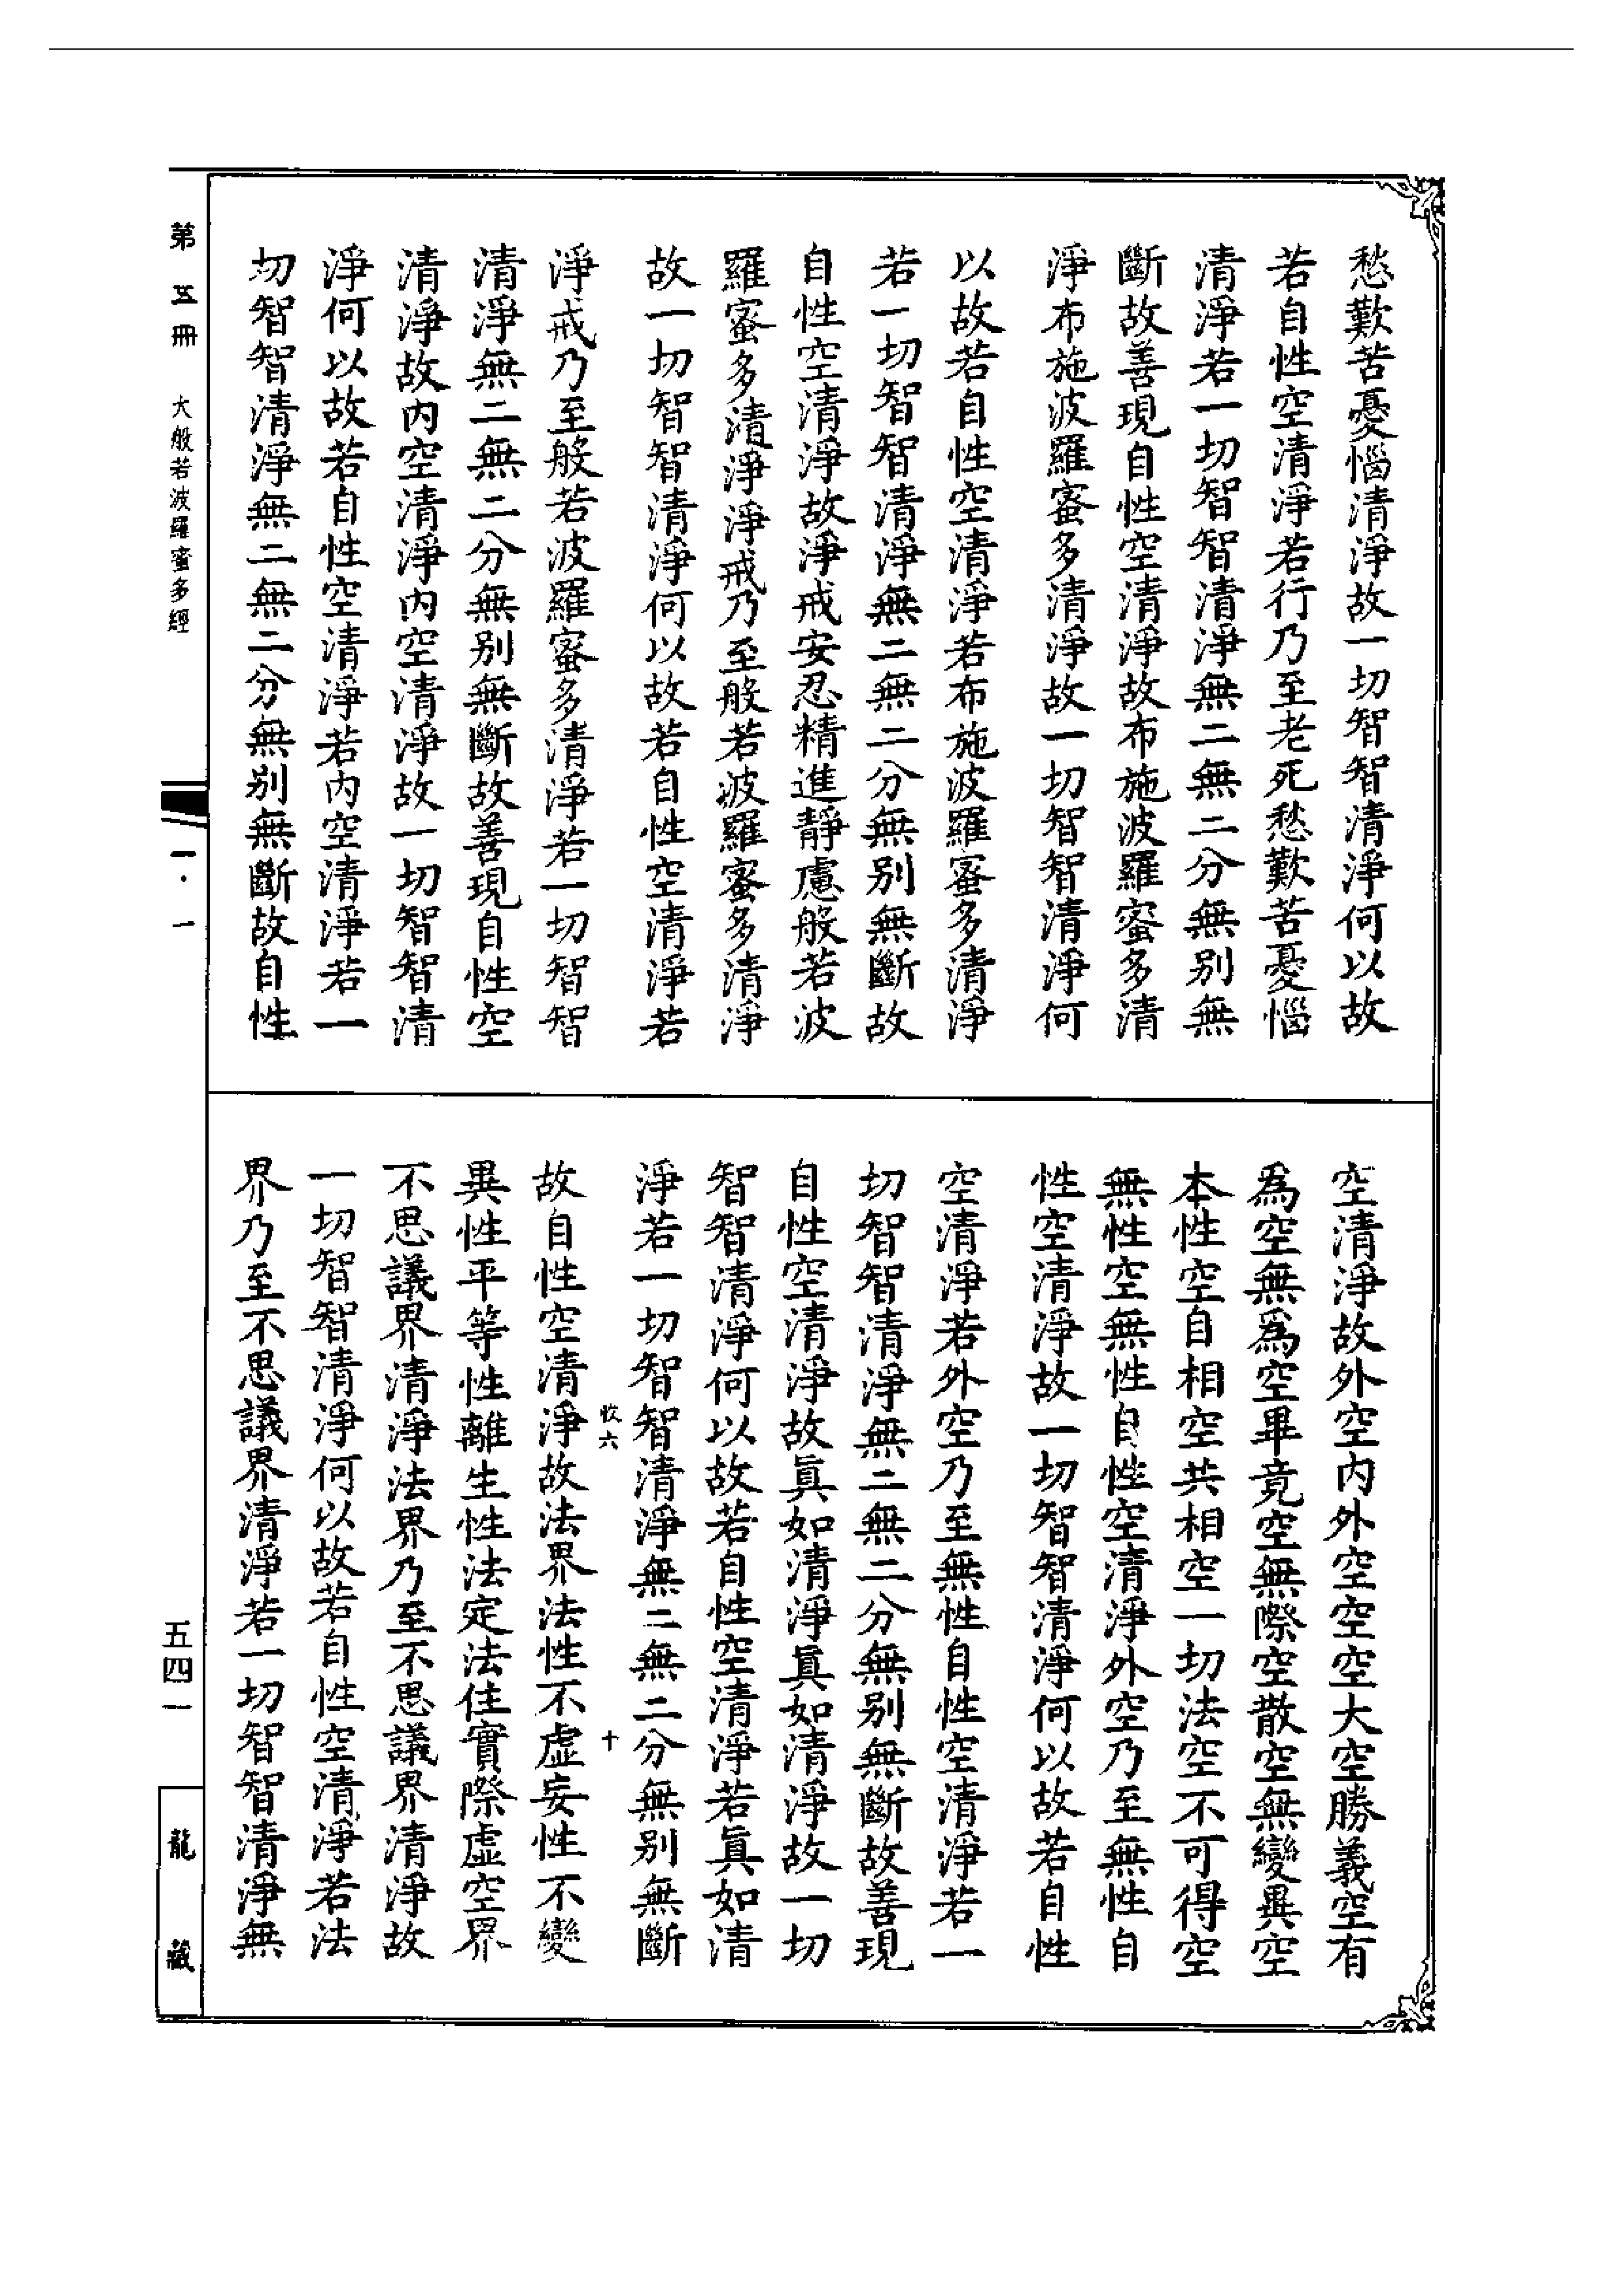 愁歎苦憂惱清淨故一切智智清淨何以故
若自性空清淨若行乃至老死愁歎苦憂惱
清淨若一切智智清淨無二無二分無別無
斷故善現自性空清淨故布施波羅蜜多清
淨布施波羅蜜多清淨故一切智智清淨何
以故若自性空清淨若布施波羅蜜多清淨
若一切智智清淨無二無二分無別無斷故
自性空清淨故淨戒安忍精進靜慮般若波
羅蜜多清淨淨戒乃至般若波羅蜜多清淨
故一切智智清淨何以故若自性空清淨若
淨戒乃至般若波羅蜜多清淨若一切智智
清淨無二無二分無別無斷故善現自性空
清淨故內空清淨內空清淨故一切智智清
淨何以故若自性空清淨若內空清淨若一
切智智清淨無二無二分無別無斷故自性
空清淨故外空內外空空空大空勝義空有
爲空無爲空畢竟空無際空散空無變異空
本性空自相空共相空一切法空不可得空
無性空無性自性空清淨外空乃至無性自
性空清淨故一切智智清淨何以故若自性
空清淨若外空乃至無性自性空清淨若一
切智智清淨無二無二分無別無斷故善現
自性空清淨故眞如清淨眞如清淨故一切
智智清淨何以故若自性空清淨若眞如清
淨若一切智智清淨無二無二分無別無斷
收六 十
故自性空清淨故法界法性不虛妄性不變
異性平等性離生性法定法住實際虛空界
不思議界清淨法界乃至不思議界清淨故
一切智智清淨何以故若自性空清淨若法
界乃至不思議界清淨若一切智智清淨無
第五冊 大般若波羅蜜多經 一·一
五四一
龍藏